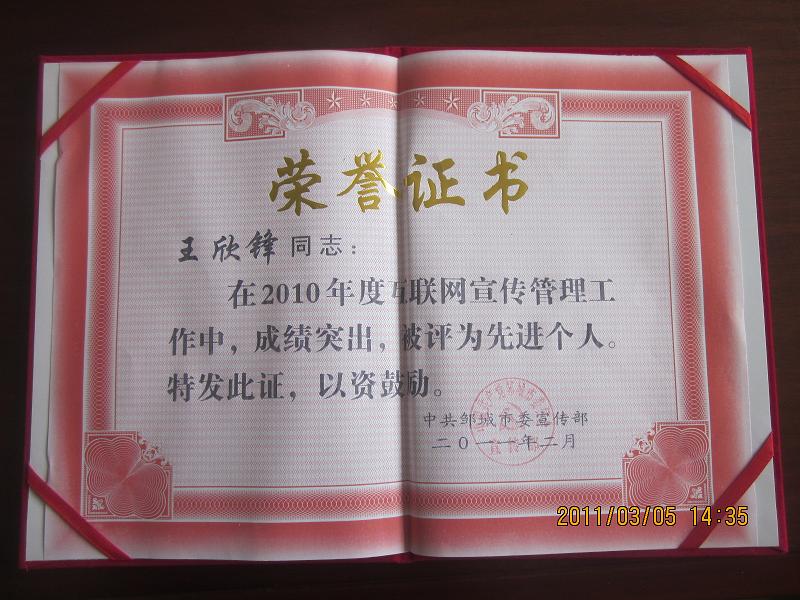 荣誉证书
王欣锋同志：
在2010年度互联网宣传管理工
作中，成绩突出，被评为先进个人。
特发此证，以资鼓励。
中共邹城市委宣传部
二〇一一年二月
2011/03/05 14:35